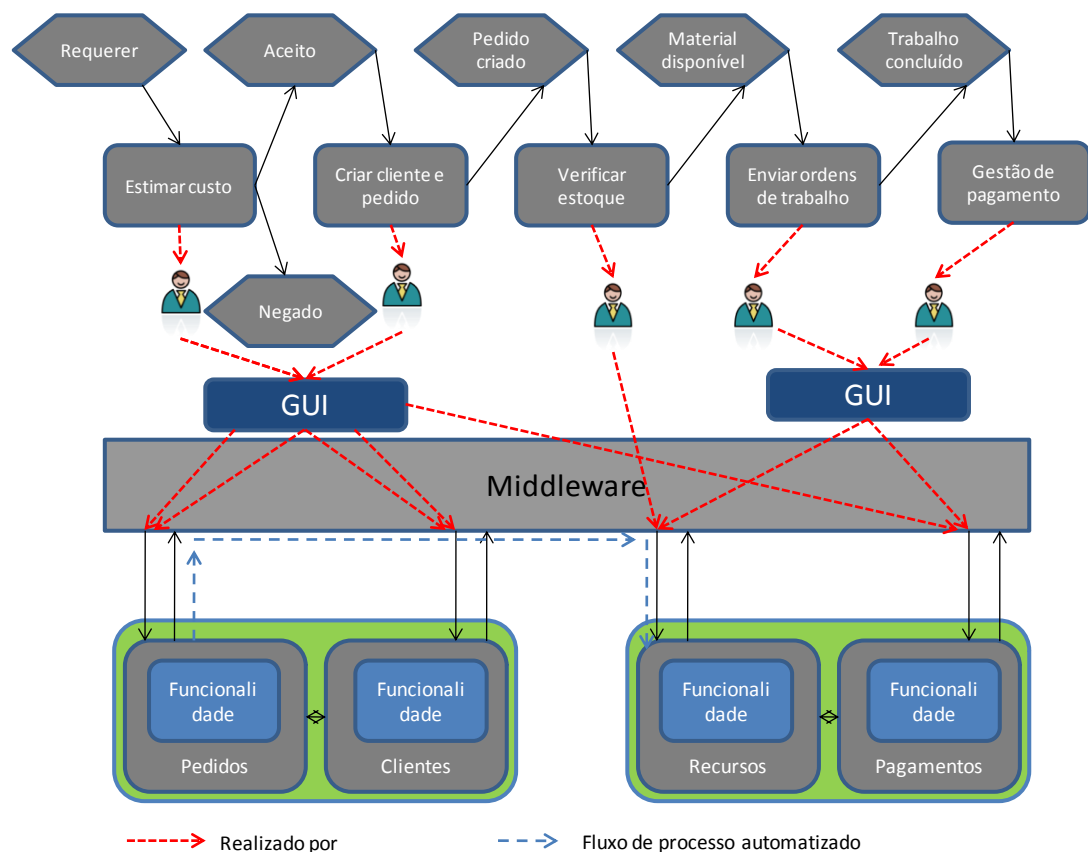 Requerer
Aceito
Pedido
criado
Material
disponível
Trabalho
concluído
Estimar custo
Criar cliente e
pedido
Verificar
estoque
Enviar ordens
de trabalho
Gestão de
pagamento
Negado
GUI
GUI
Middleware
Funcionali
dade
Funcionali
dade
Funcionali
dade
Funcionali
dade
Pedidos
Clientes
Recursos
Pagamentos
Realizado por
Fluxo de processo automatizado